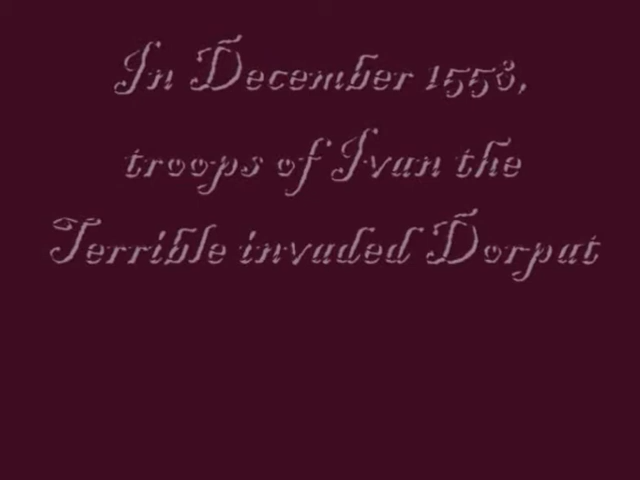 In December 1558,
troops of Ivan the
Terrible invaded Dorpat